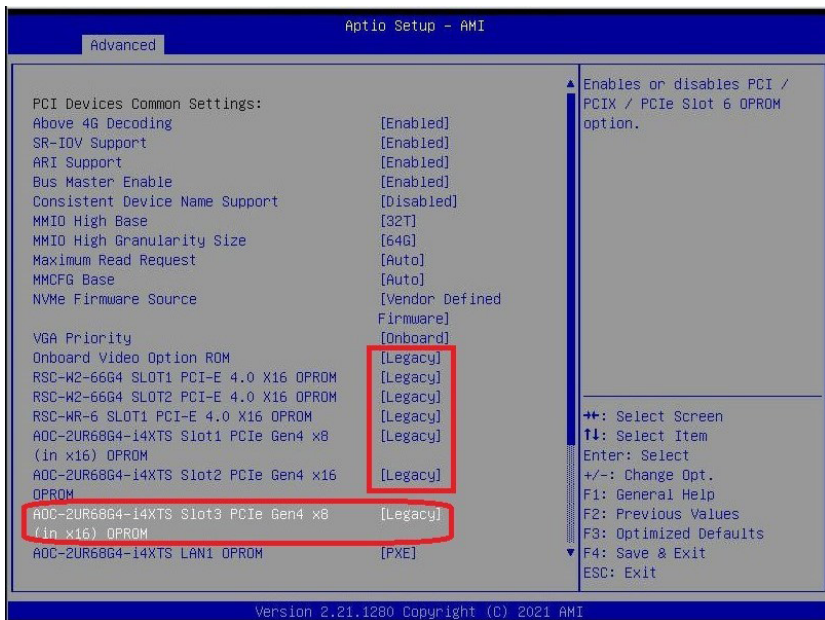 Aptio Setup - AMI
Advanced
PCI Devices Common Settings:
Above 4G Decoding [Enabled]
SR-IOV Support [Enabled]
ARI Support [Enabled]
Bus Master Enable [Enabled]
Consistent Device Name Support [Disabled]
MMIO High Base [32T]
MMIO High Granularity Size [64G]
Maximum Read Request [Auto]
MMCFG Base [Auto]
NVMe Firmware Source [Vendor Defined
Firmware]
VGA Priority [Onboard]
Onboard Video Option ROM [Legacy]
RSC-W2-66G4 SLOT1 PCI-E 4.0 X16 OPROM [Legacy]
RSC-W2-66G4 SLOT2 PCI-E 4.0 X16 OPROM [Legacy]
RSC-WR-6 SLOT1 PCI-E 4.0 X16 OPROM [Legacy]
AOC-2UR68G4-i4XTS Slot1 PCIe Gen4 x8 [Legacy]
(in x16) OPROM
AOC-2UR68G4-i4XTS Slot2 PCIe Gen4 x16 [Legacy]
OPROM
AOC-2UR68G4-i4XTS Slot3 PCIe Gen4 x8 [Legacy]
(in x16) OPROM
AOC-2UR68G4-i4XTS LAN1 OPROM [PXE]
Enables or disables PCI /
PCIX / PCIe Slot 6 OPROM
option.
→←: Select Screen
↑↓: Select Item
Enter: Select
+/-: Change Opt.
F1: General Help
F2: Previous Values
F3: Optimized Defaults
F4: Save & Exit
ESC: Exit
Version 2.21.1280 Copyright (C) 2021 AMI